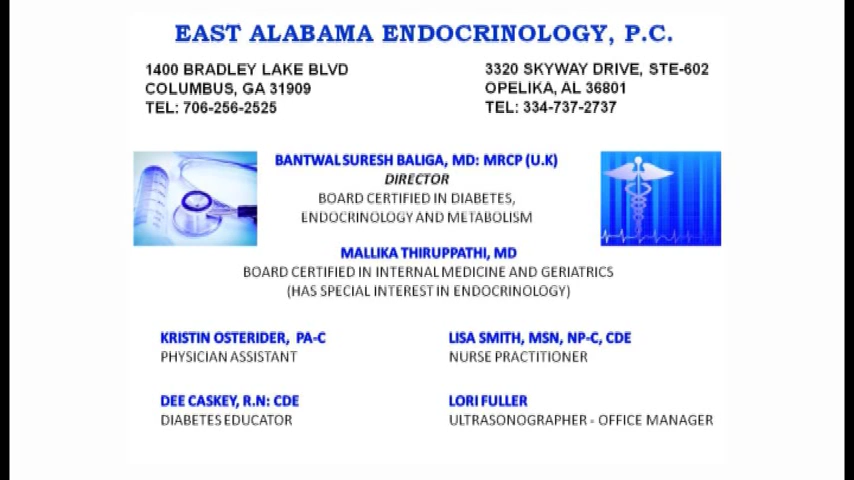 EAST ALABAMA ENDOCRINOLOGY, P.C.
1400 BRADLEY LAKE BLVD
COLUMBUS, GA 31909
TEL: 706-256-2525
3320 SKYWAY DRIVE, STE-602
OPELIKA, AL 36801
TEL: 334-737-2737
BANTWAL SURESH BALIGA, MD: MRCP (U.K)
DIRECTOR
BOARD CERTIFIED IN DIABETES,
ENDOCRINOLOGY AND METABOLISM
MALLIKA THIRUPPATHI, MD
BOARD CERTIFIED IN INTERNAL MEDICINE AND GERIATRICS
(HAS SPECIAL INTEREST IN ENDOCRINOLOGY)
KRISTIN OSTERIDER, PA-C
PHYSICIAN ASSISTANT
LISA SMITH, MSN, NP-C, CDE
NURSE PRACTITIONER
DEE CASKEY, R.N: CDE
DIABETES EDUCATOR
LORI FULLER
ULTRASONOGRAPHER - OFFICE MANAGER